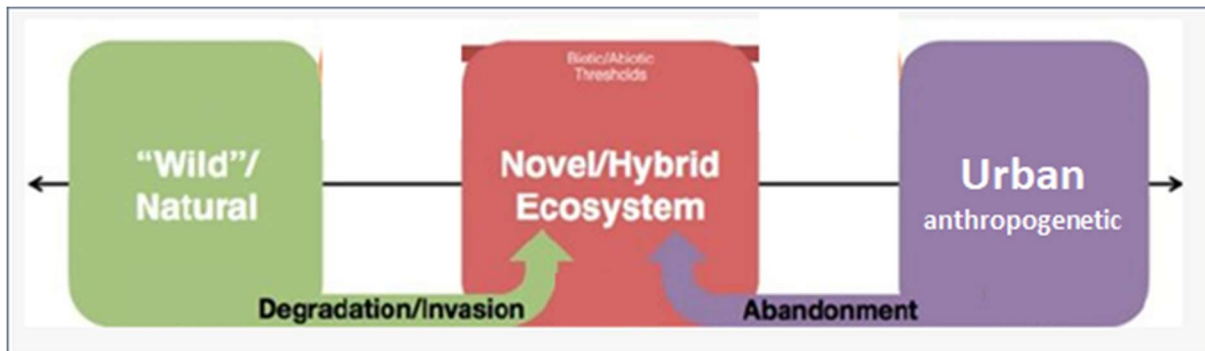 “Wild”/
Natural
Biotic/Abiotic
Thresholds
Novel/Hybrid
Ecosystem
Urban
anthropogenetic
Degradation/Invasion
Abandonment